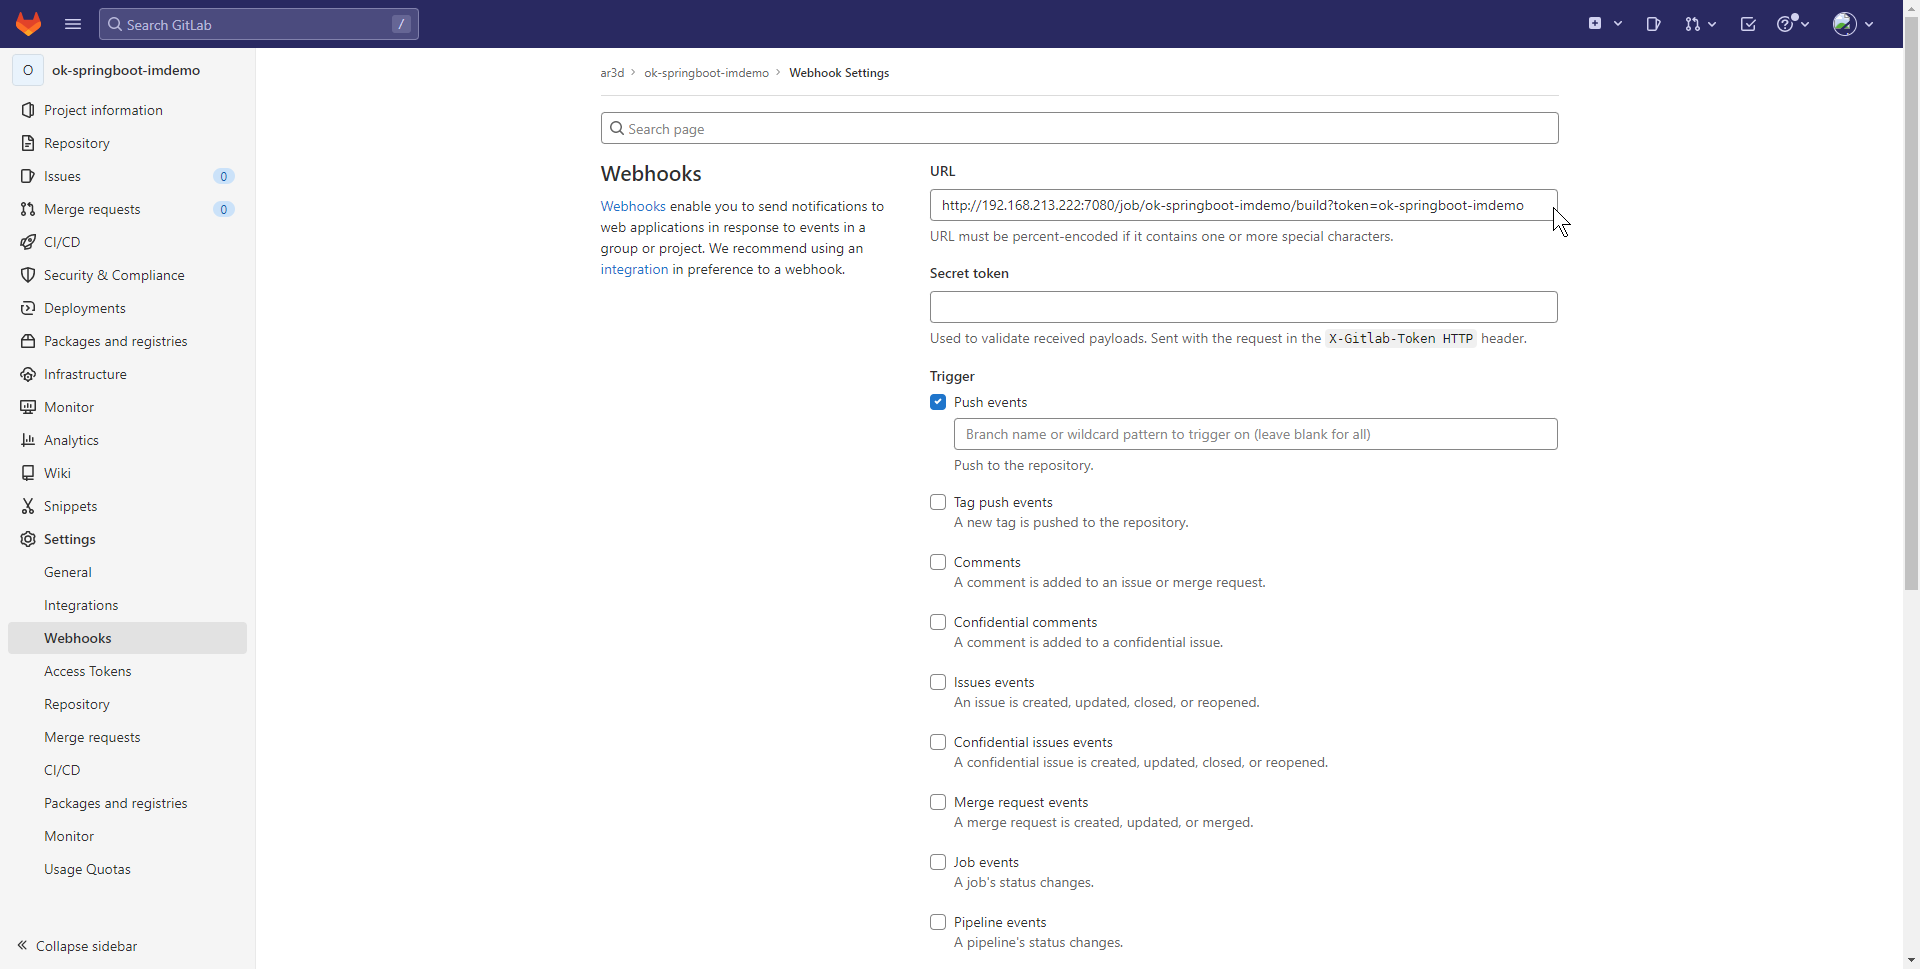 Search GitLab
/
O
ok-springboot-imdemo
Project information
Repository
Issues
0
Merge requests
0
CI/CD
Security & Compliance
Deployments
Packages and registries
Infrastructure
Monitor
Analytics
Wiki
Snippets
Settings
General
Integrations
Webhooks
Access Tokens
Repository
Merge requests
CI/CD
Packages and registries
Monitor
Usage Quotas
Collapse sidebar
ar3d › ok-springboot-imdemo › Webhook Settings
Search page
Webhooks
Webhooks enable you to send notifications to
web applications in response to events in a
group or project. We recommend using an
integration in preference to a webhook.
URL
http://192.168.213.222:7080/job/ok-springboot-imdemo/build?token=ok-springboot-imdemo
URL must be percent-encoded if it contains one or more special characters.
Secret token
Used to validate received payloads. Sent with the request in the X-Gitlab-Token HTTP header.
Trigger
Push events
Branch name or wildcard pattern to trigger on (leave blank for all)
Push to the repository.
Tag push events
A new tag is pushed to the repository.
Comments
A comment is added to an issue or merge request.
Confidential comments
A comment is added to a confidential issue.
Issues events
An issue is created, updated, closed, or reopened.
Confidential issues events
A confidential issue is created, updated, closed, or reopened.
Merge request events
A merge request is created, updated, or merged.
Job events
A job's status changes.
Pipeline events
A pipeline's status changes.